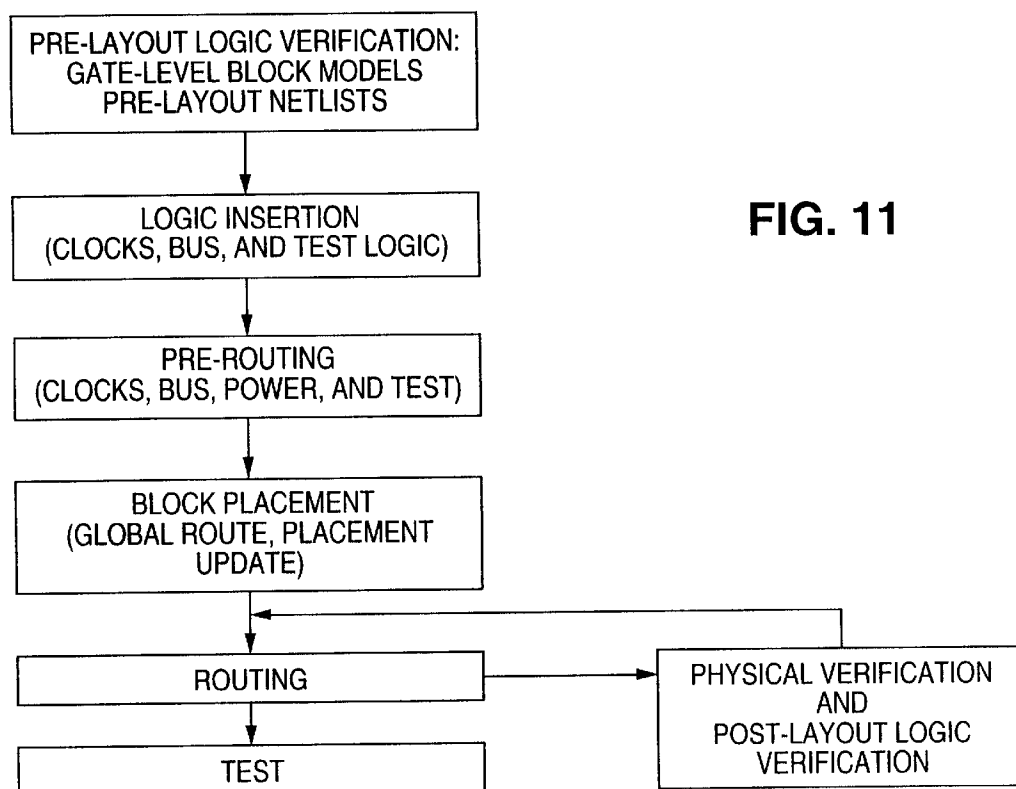 PRE-LAYOUT LOGIC VERIFICATION:
GATE-LEVEL BLOCK MODELS
PRE-LAYOUT NETLISTS
LOGIC INSERTION
(CLOCKS, BUS, AND TEST LOGIC)
FIG. 11
PRE-ROUTING
(CLOCKS, BUS, POWER, AND TEST)
BLOCK PLACEMENT
(GLOBAL ROUTE, PLACEMENT
UPDATE)
ROUTING
PHYSICAL VERIFICATION
AND
POST-LAYOUT LOGIC
VERIFICATION
TEST